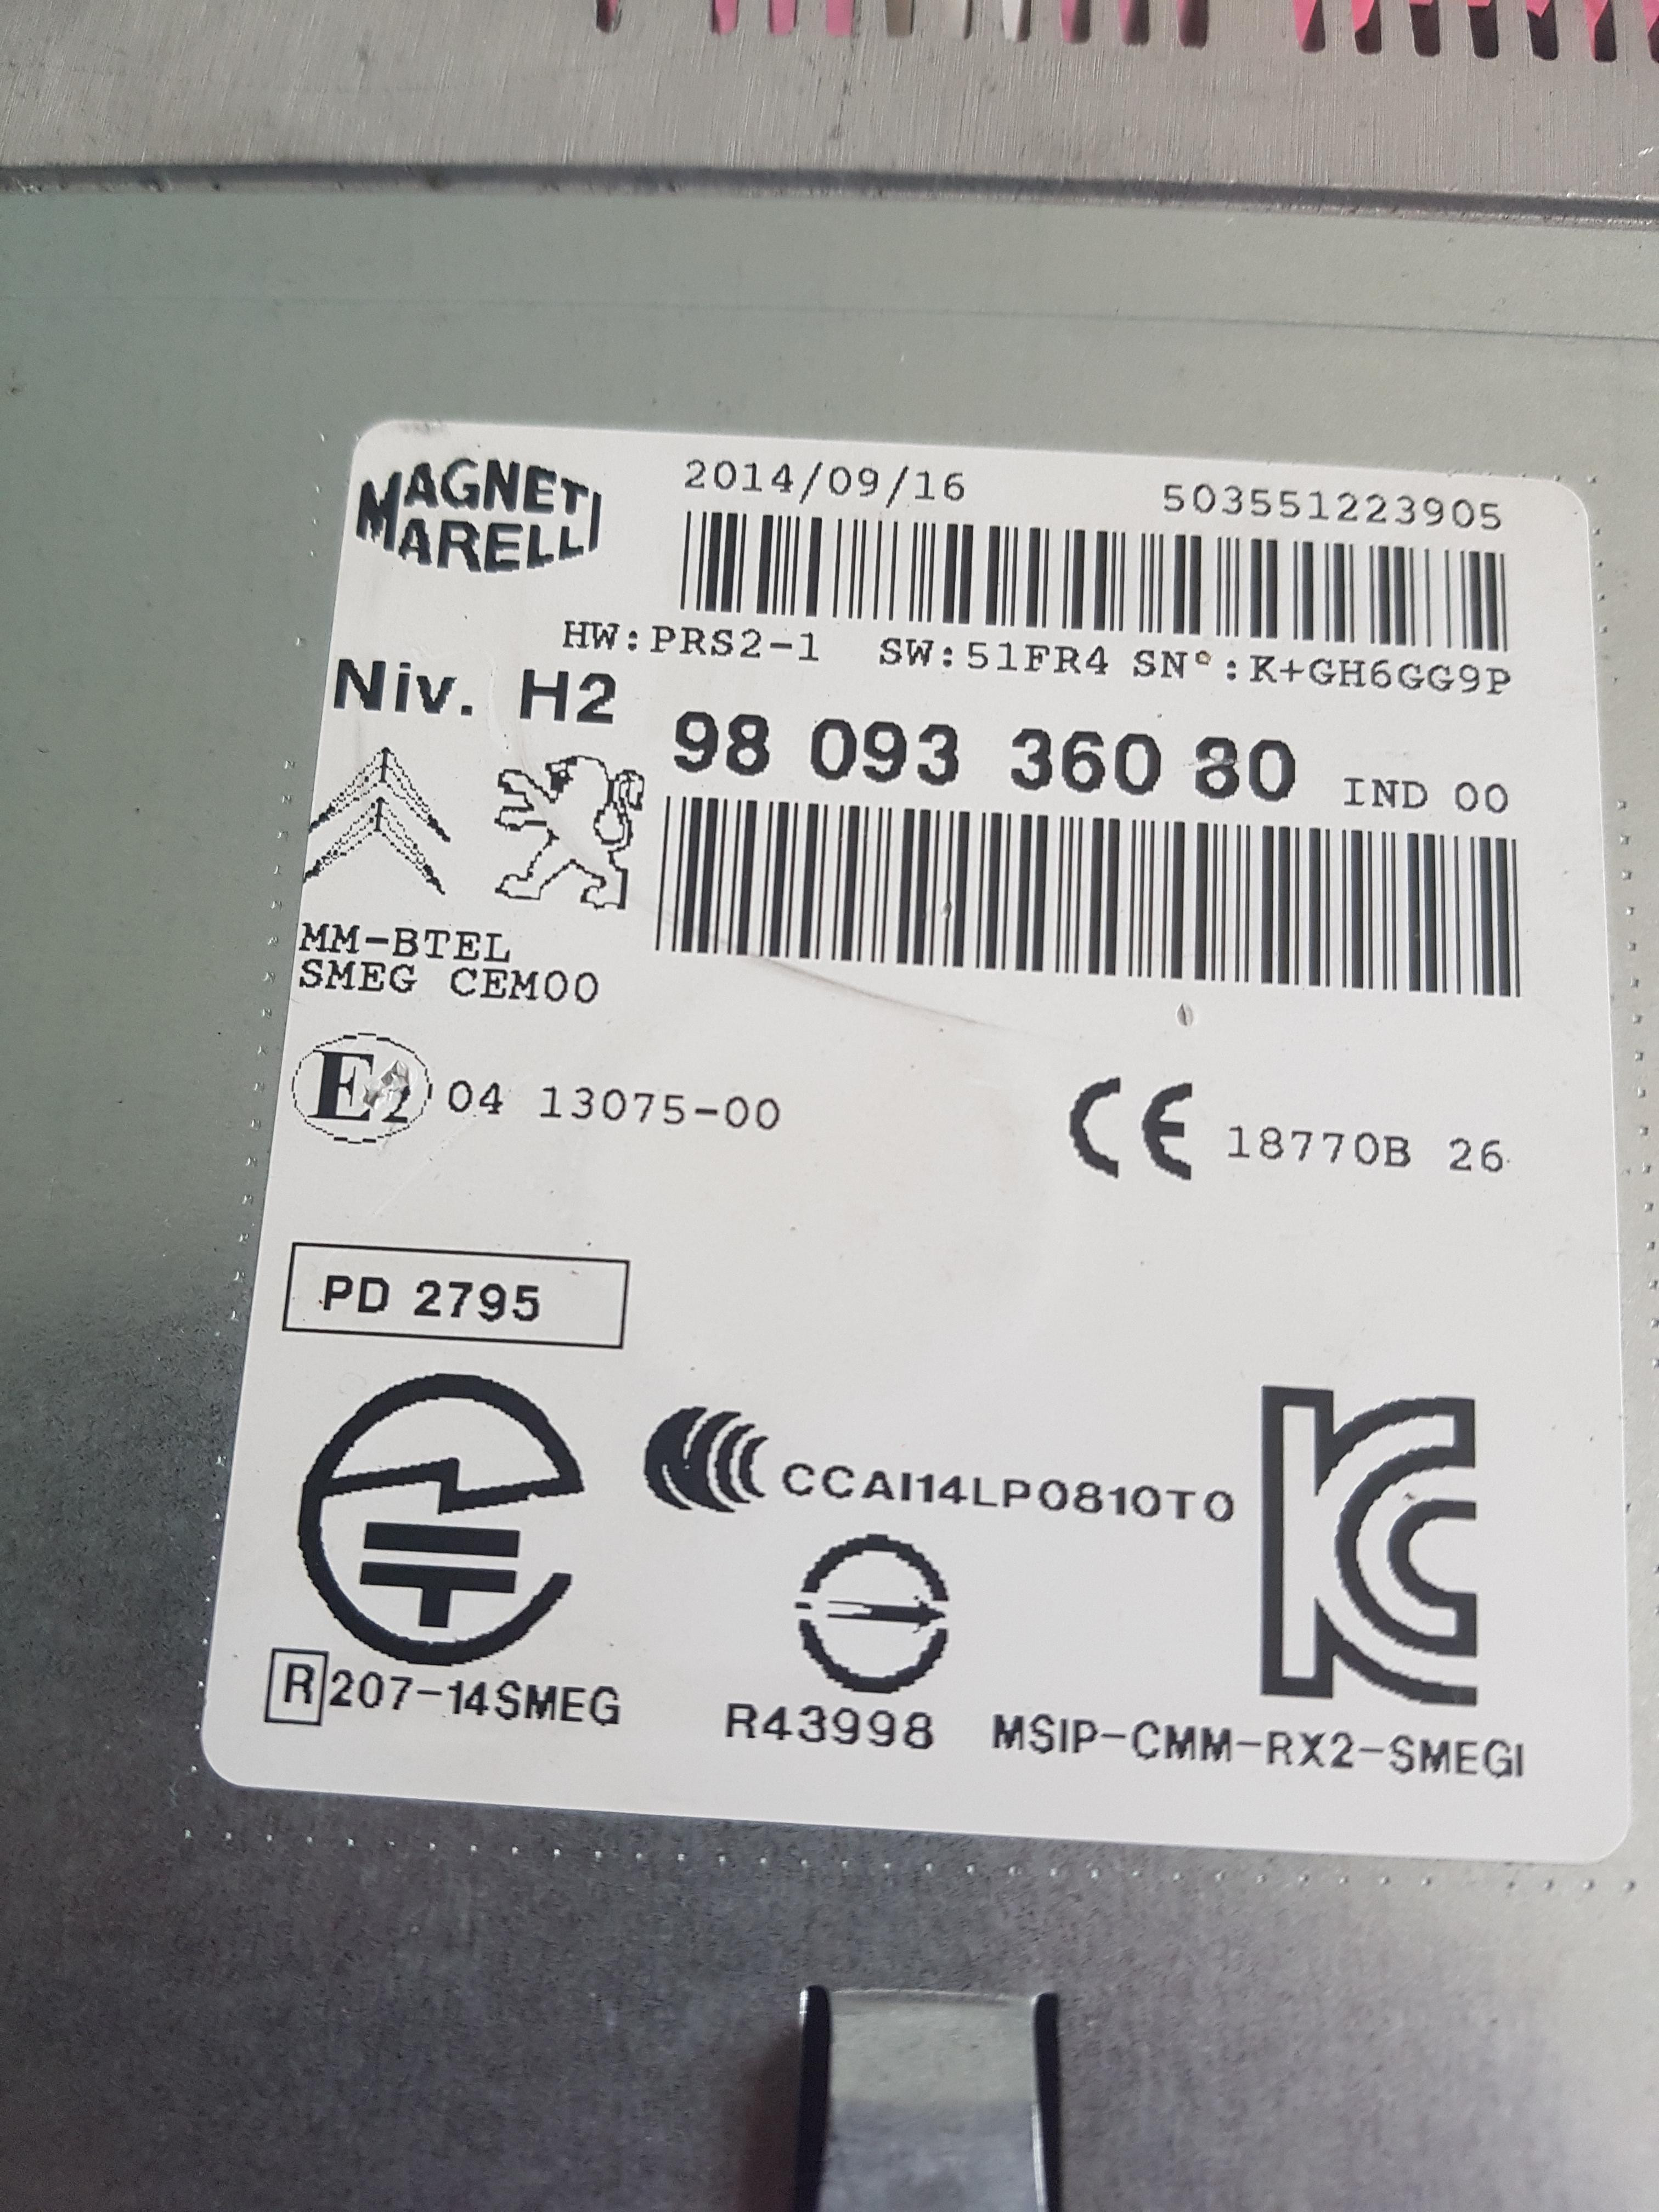 MAGNETI
MARELLI
2014/09/16 503551223905
HW:PRS2-1 SW:51FR4 SN°:K+GH6GG9P
Niv. H2
98 093 360 80 IND 00
MM-BTEL
SMEG CEM00
E2 04 13075-00
CE 18770B 26
PD 2795
CCAI14LP0810T0
KC
R 207-14SMEG
R43998
MSIP-CMM-RX2-SMEGI